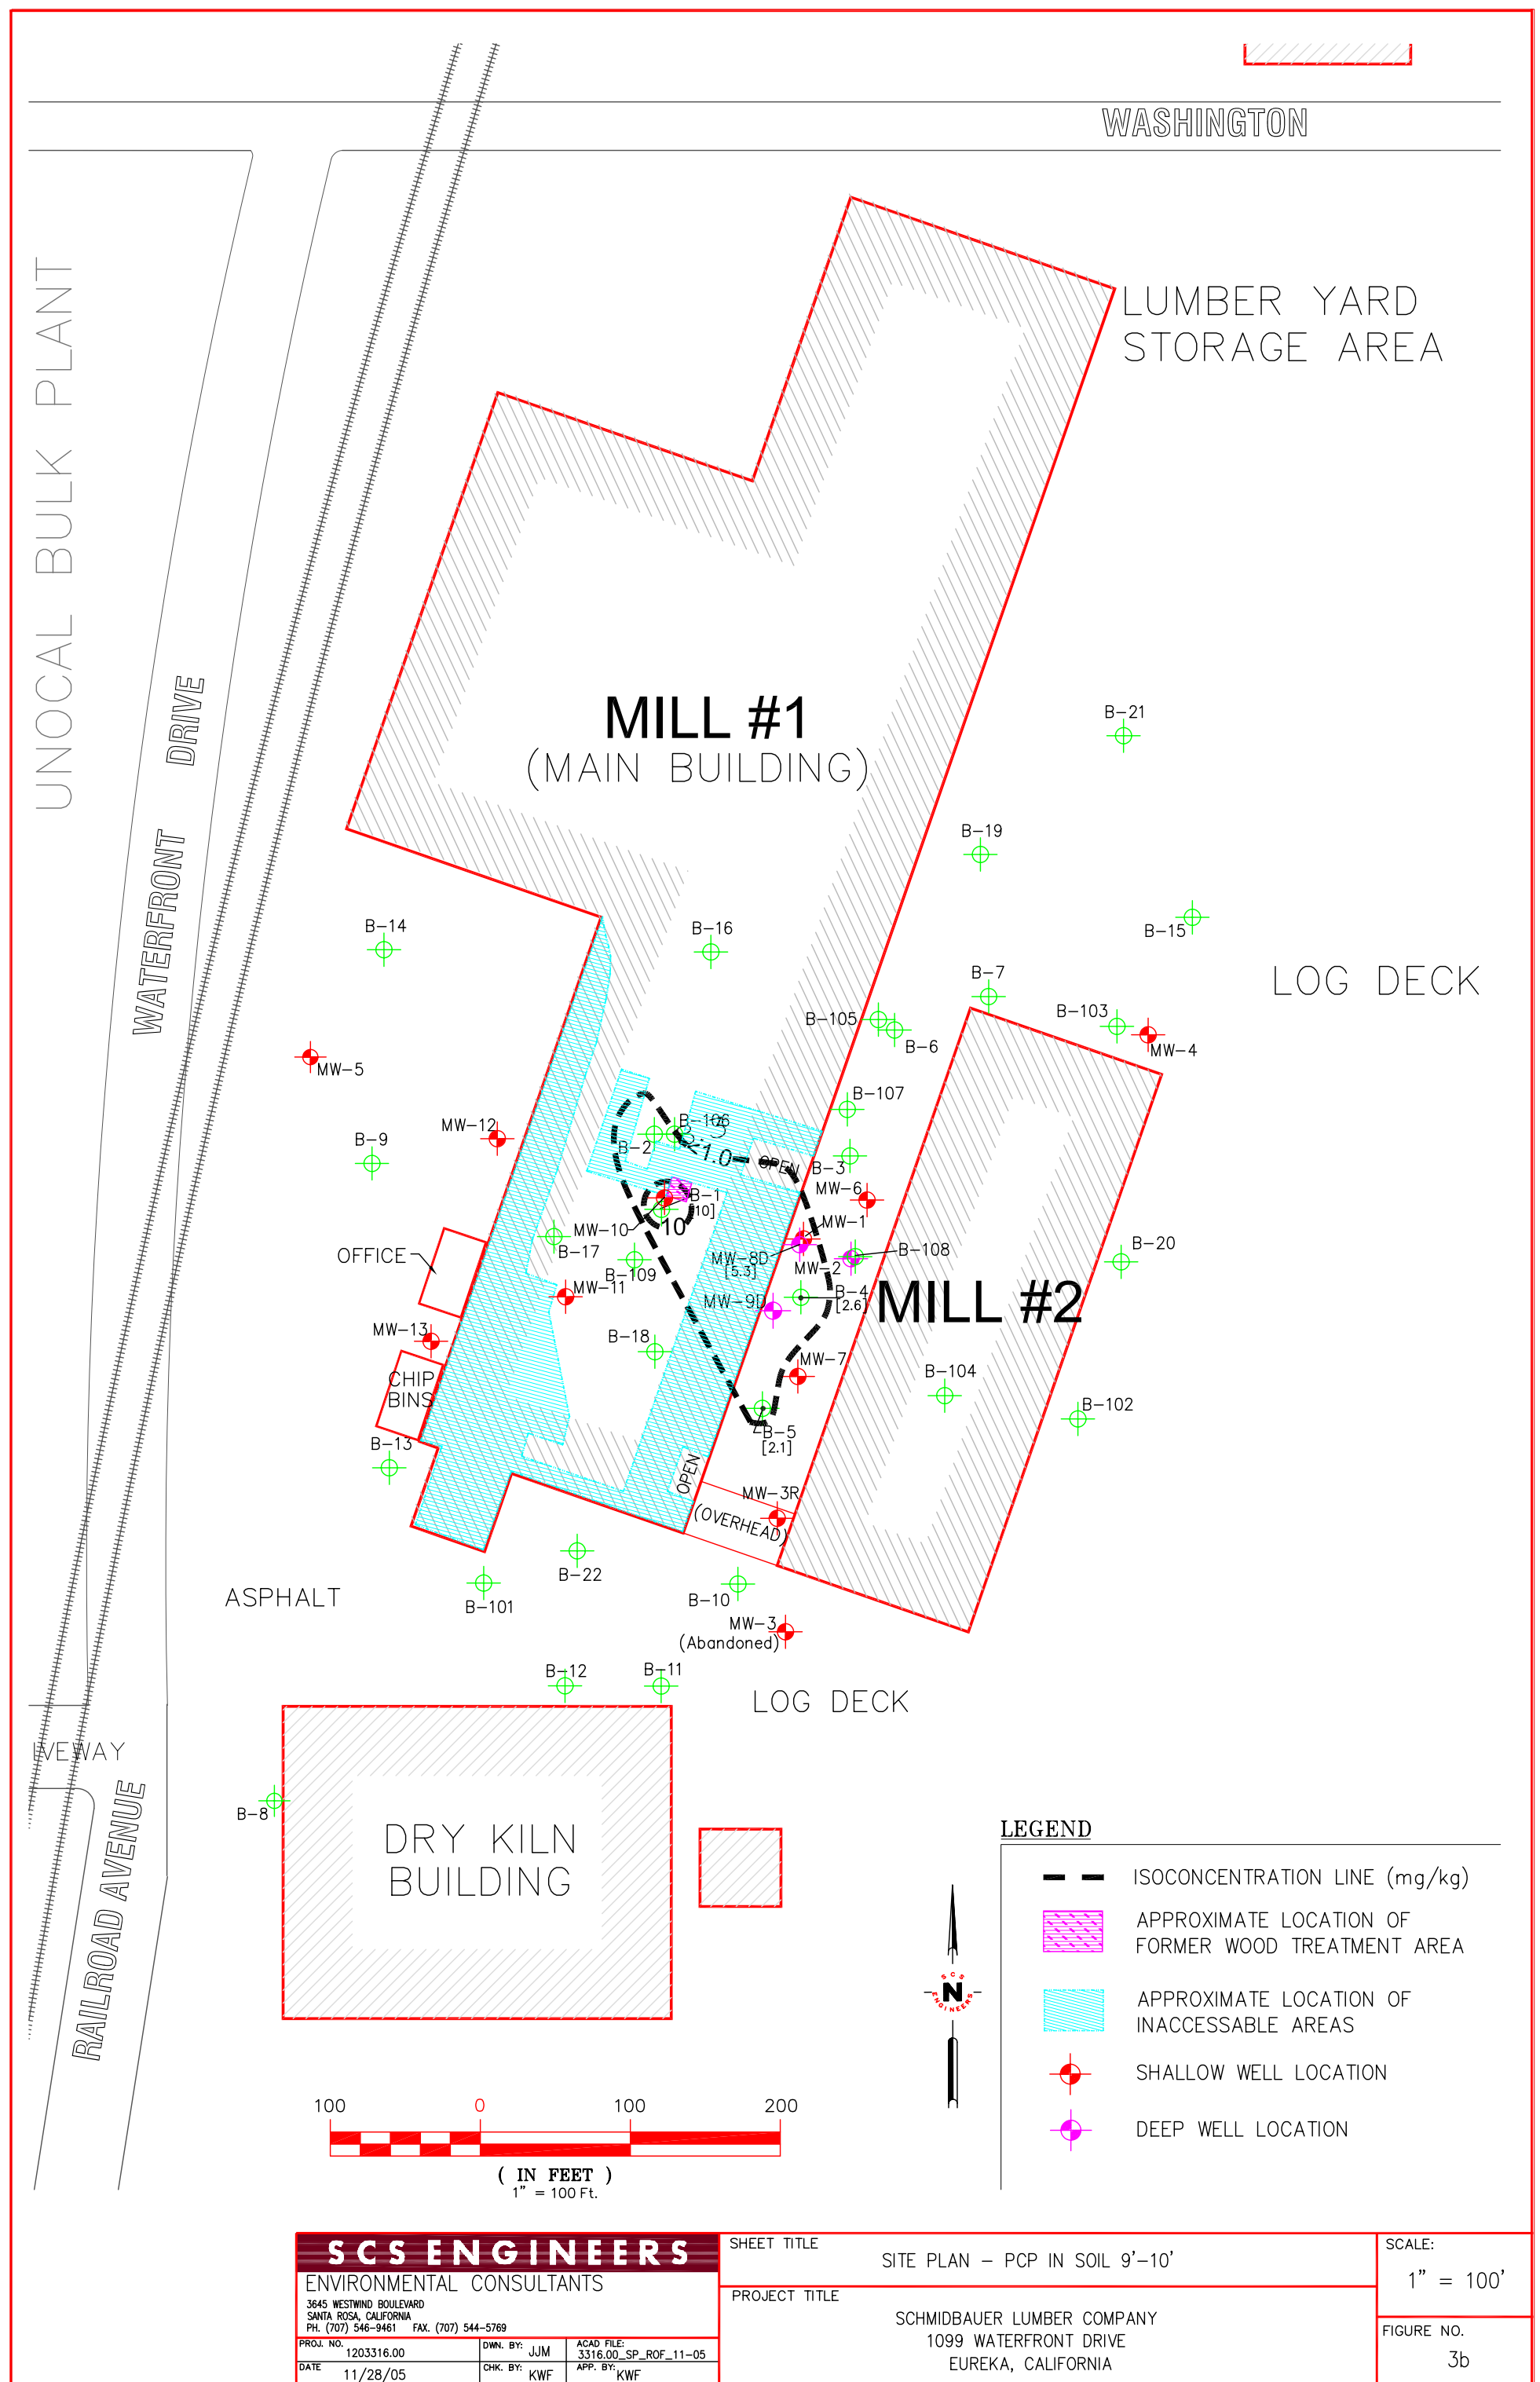 WASHINGTON
LUMBER YARD
STORAGE AREA
UNOCAL BULK PLANT
WATERFRONT DRIVE
MILL #1
(MAIN BUILDING)
B-21
B-19
B-15
B-14
B-16
LOG DECK
B-7
B-103
B-105
B-6
MW-4
MW-5
B-107
MW-12
B-106
B-9
B-2
<1.0
OPEN
B-3
MW-6
B-1
[10]
MW-10
10
MW-1
B-17
OFFICE
MW-8D
[5.3]
B-108
B-20
MW-2
B-109
MW-11
B-4
[2.6]
MILL #2
MW-9D
MW-13
B-18
MW-7
CHIP
BINS
B-104
B-102
B-5
[2.1]
B-13
OPEN
MW-3R
(OVERHEAD)
B-22
ASPHALT
B-101
B-10
MW-3
(Abandoned)
B-12
B-11
LOG DECK
IVEWAY
RAILROAD AVENUE
B-8
DRY KILN
BUILDING
LEGEND
ISOCONCENTRATION LINE (mg/kg)
APPROXIMATE LOCATION OF
FORMER WOOD TREATMENT AREA
APPROXIMATE LOCATION OF
INACCESSABLE AREAS
SHALLOW WELL LOCATION
DEEP WELL LOCATION
SCS
N
ENGINEERS
100 0 100 200
( IN FEET )
1" = 100 Ft.
SCS ENGINEERS
ENVIRONMENTAL CONSULTANTS
3645 WESTWIND BOULEVARD
SANTA ROSA, CALIFORNIA
PH. (707) 546-9461 FAX. (707) 544-5769
PROJ. NO. 1203316.00
DWN. BY: JJM
ACAD FILE: 3316.00_SP_ROF_11-05
DATE 11/28/05
CHK. BY: KWF
APP. BY: KWF
SHEET TITLE
SITE PLAN - PCP IN SOIL 9'-10'
PROJECT TITLE
SCHMIDBAUER LUMBER COMPANY
1099 WATERFRONT DRIVE
EUREKA, CALIFORNIA
SCALE:
1" = 100'
FIGURE NO.
3b